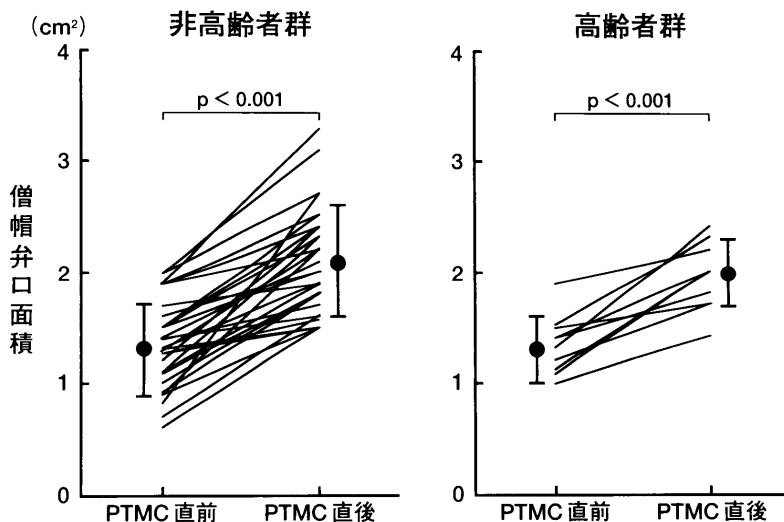 (cm²)
非高齢者群
4
3
2
1
0
僧帽弁口面積
p < 0.001
PTMC 直前
PTMC 直後
高齢者群
4
3
2
1
0
p < 0.001
PTMC 直前
PTMC 直後